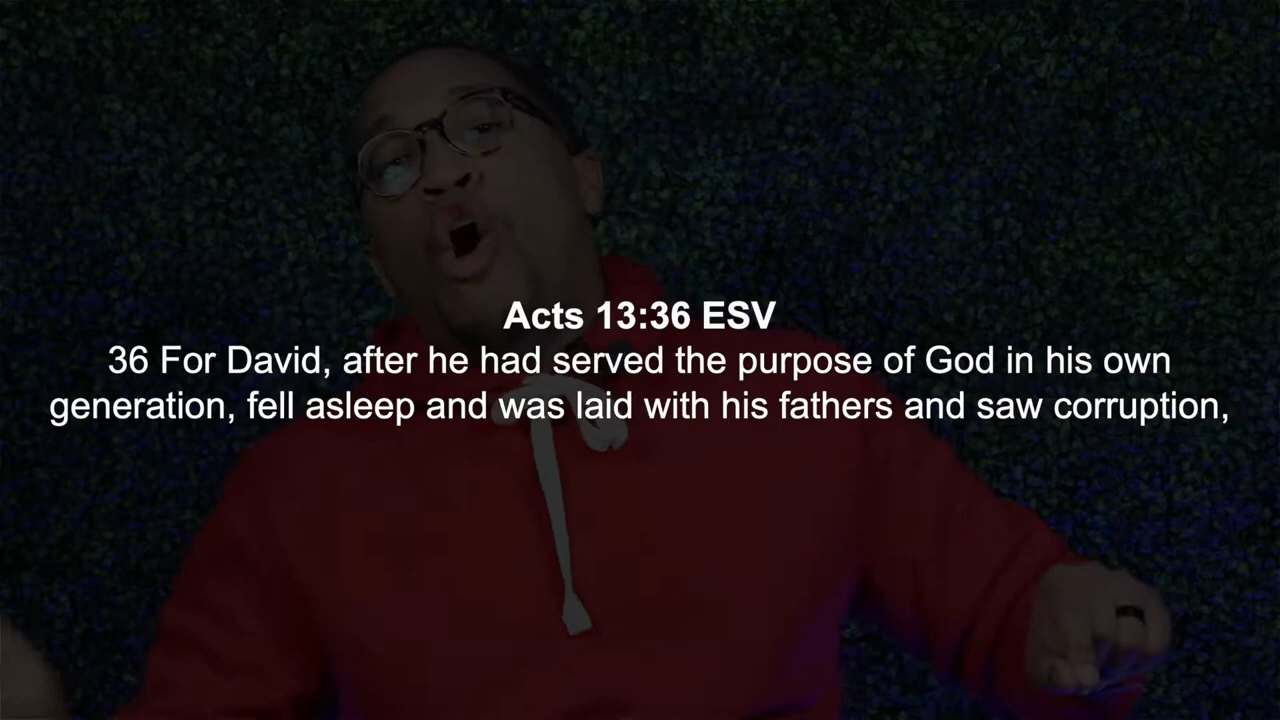 Acts 13:36 ESV
36 For David, after he had served the purpose of God in his own
generation, fell asleep and was laid with his fathers and saw corruption,